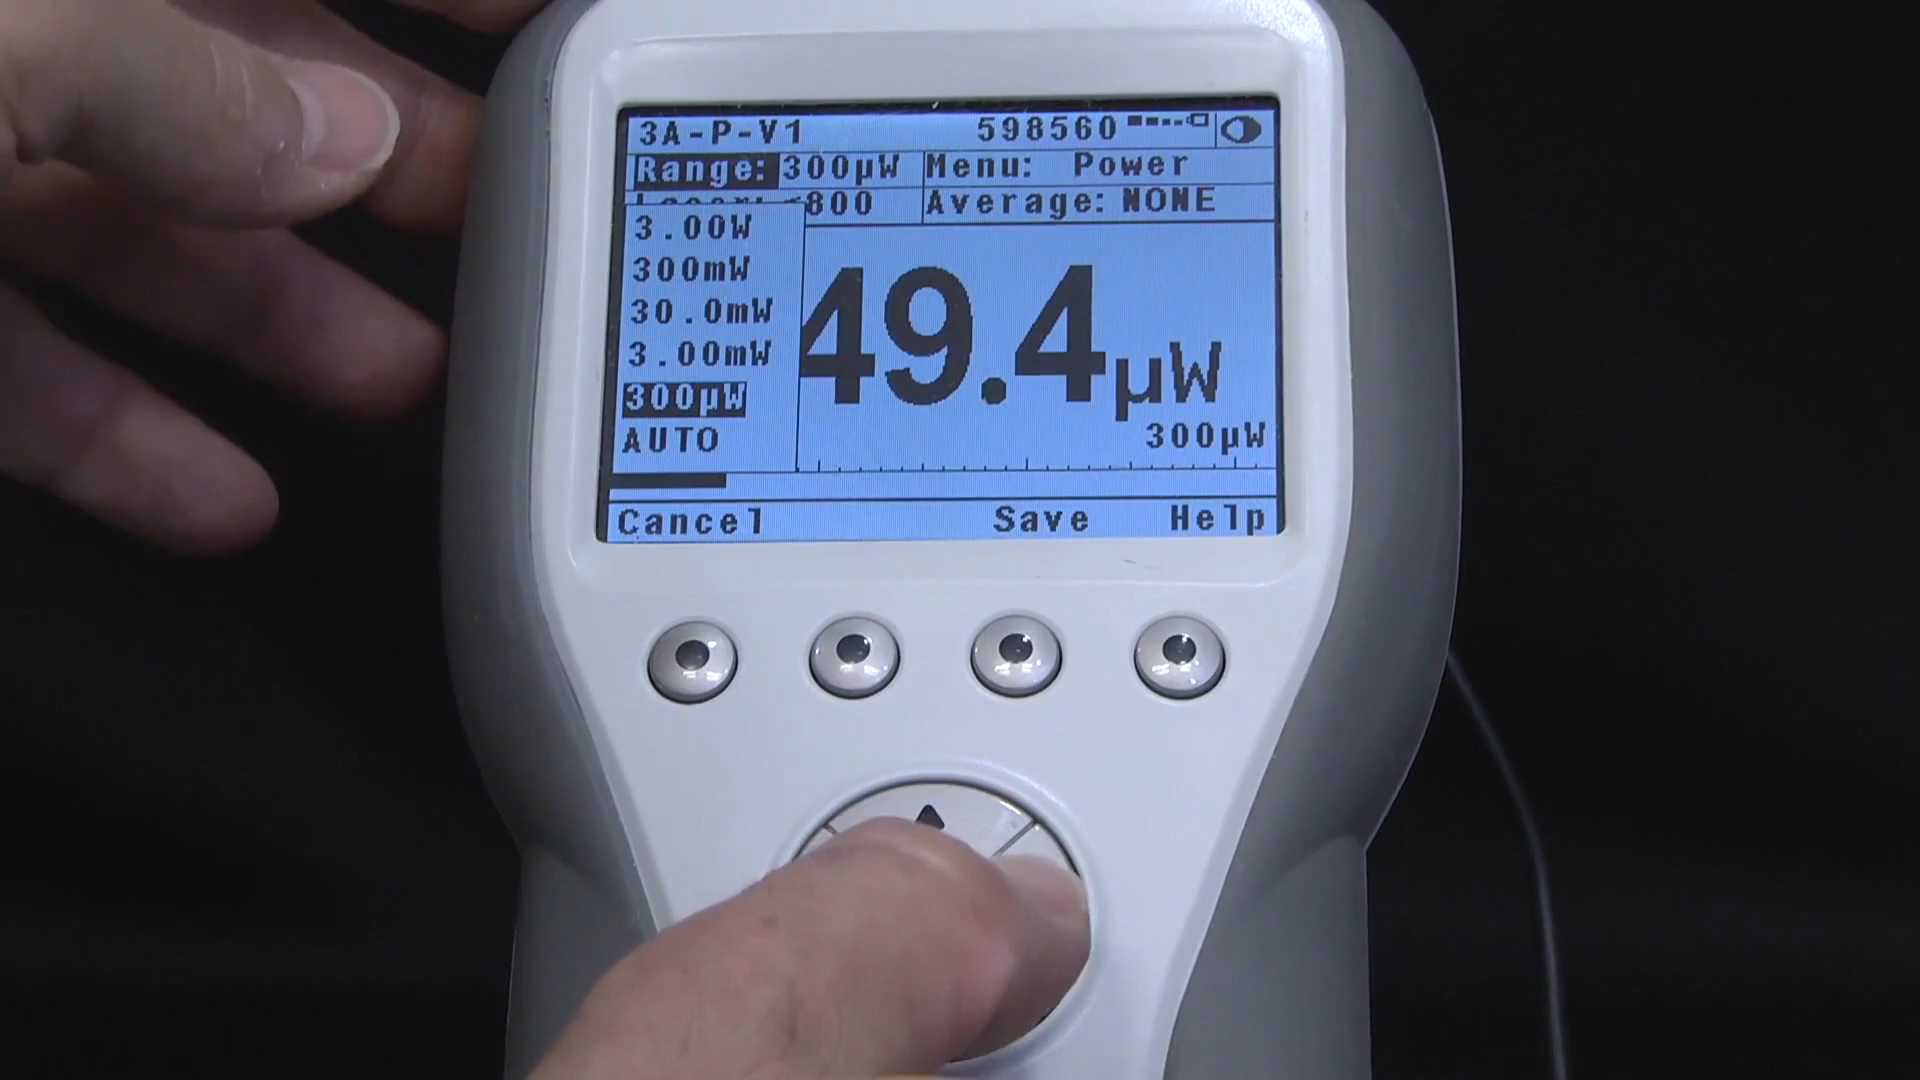 3A-P-V1 598560
Range: 300µW Menu: Power
<800 Average: NONE
3.00W
300mW
30.0mW
3.00mW
300µW
AUTO
49.4µW
300µW
Cancel Save Help